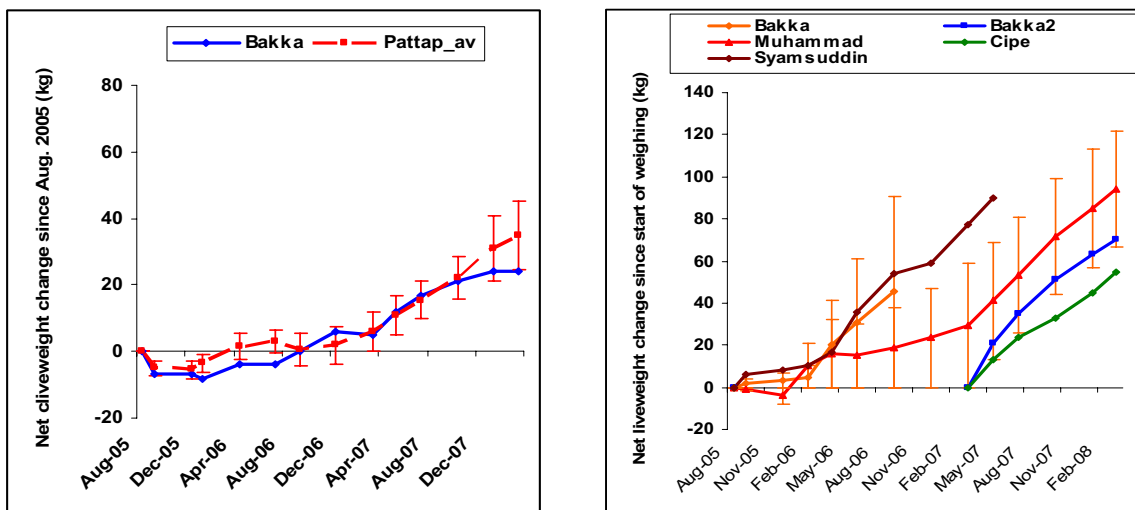 Bakka Pattap_av
Net dliveweight change since Aug. 2005 (kg)
80
60
40
20
0
-20
Aug-05 Dec-05 Apr-06 Aug-06 Dec-06 Apr-07 Aug-07 Dec-07
Bakka Bakka2
Muhammad Cipe
Syamsuddin
Net liveweight change since start of weighing (kg)
140
120
100
80
60
40
20
0
-20
Aug-05 Nov-05 Feb-06 May-06 Aug-06 Nov-06 Feb-07 May-07 Aug-07 Nov-07 Feb-08